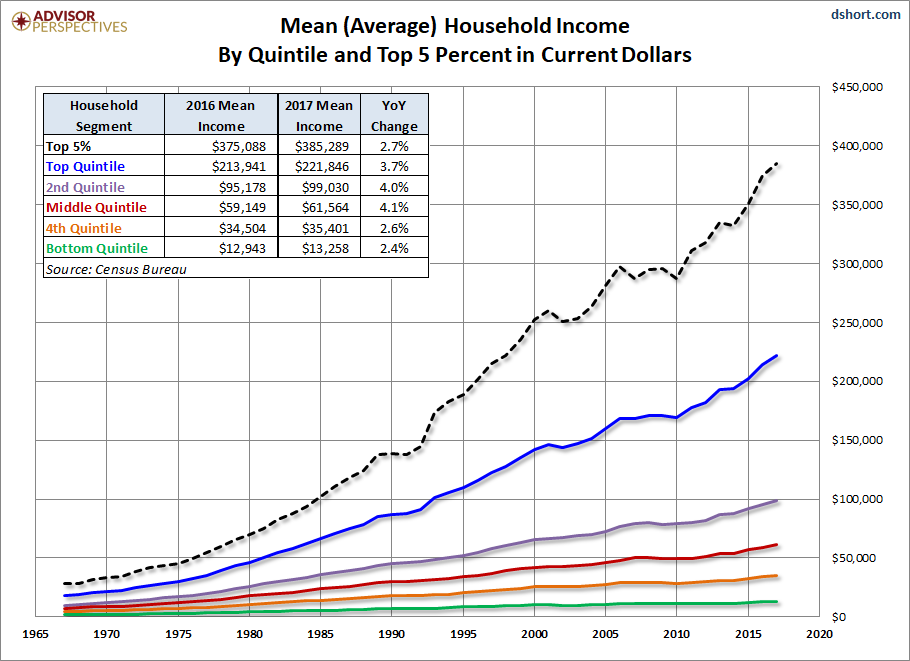 ADVISOR
PERSPECTIVES
dshort.com
Mean (Average) Household Income
By Quintile and Top 5 Percent in Current Dollars
Household Segment 2016 Mean Income 2017 Mean Income YoY Change
Top 5% $375,088 $385,289 2.7%
Top Quintile $213,941 $221,846 3.7%
2nd Quintile $95,178 $99,030 4.0%
Middle Quintile $59,149 $61,564 4.1%
4th Quintile $34,504 $35,401 2.6%
Bottom Quintile $12,943 $13,258 2.4%
Source: Census Bureau
$450,000
$400,000
$350,000
$300,000
$250,000
$200,000
$150,000
$100,000
$50,000
$0
1965 1970 1975 1980 1985 1990 1995 2000 2005 2010 2015 2020